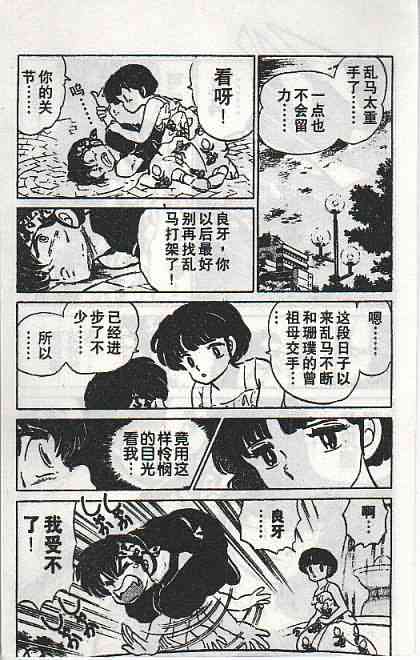 乱马太重
手了……
一点也
不会留
力……
看呀！
呜
……
你的关
节……
良牙，你
以后最好
别再找乱
马打架了！
嗯……
这段日子以
来乱马不断
和珊璞的曾
祖母交手…
已经进
步了不
少……
……
所以
竟用这
样怜悯
的目光
看我…
啊…
…
良牙
……
我受不
了！